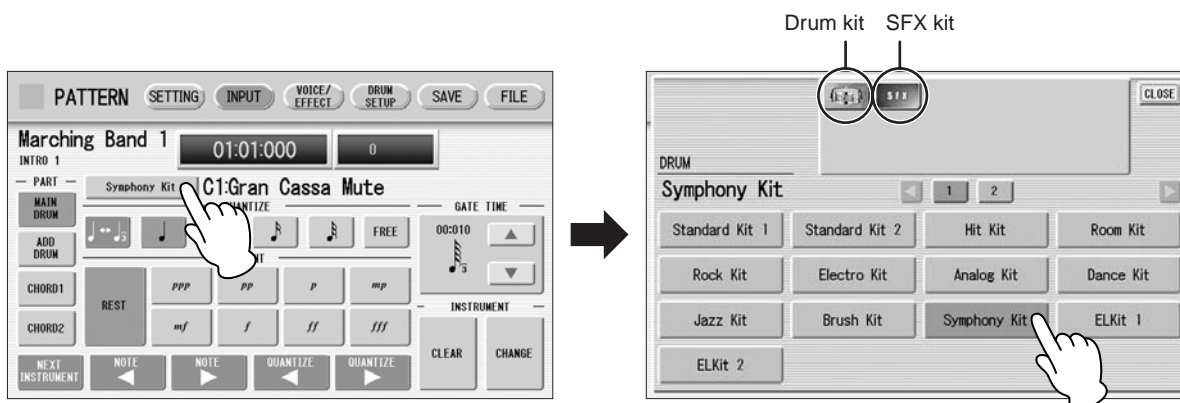 Drum kit SFX kit
PATTERN SETTING INPUT VOICE/EFFECT DRUM SETUP SAVE FILE
Marching Band 1 01:01:000 0
INTRO 1
PART
Symphony Kit C1:Gran Cassa Mute
MAIN DRUM
QUANTIZE
GATE TIME
FREE
00:010
3
3
ADD DRUM
CHORD1
REST
ppp pp p mp
INSTRUMENT
CHORD2
mf f ff fff
CLEAR
CHANGE
NEXT INSTRUMENT
NOTE NOTE QUANTIZE QUANTIZE
SFX
CLOSE
DRUM
Symphony Kit 1 2
Standard Kit 1 Standard Kit 2 Hit Kit Room Kit
Rock Kit Electro Kit Analog Kit Dance Kit
Jazz Kit Brush Kit Symphony Kit ELKit 1
ELKit 2